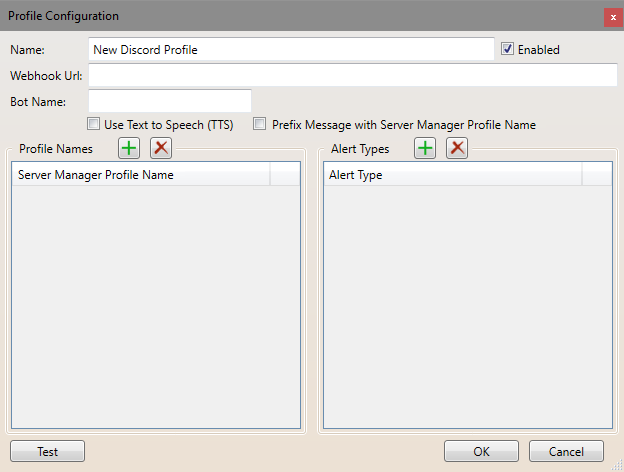 Profile Configuration
x
Name: New Discord Profile Enabled
Webhook Url:
Bot Name:
Use Text to Speech (TTS) Prefix Message with Server Manager Profile Name
Profile Names Alert Types
Server Manager Profile Name Alert Type
Test OK Cancel